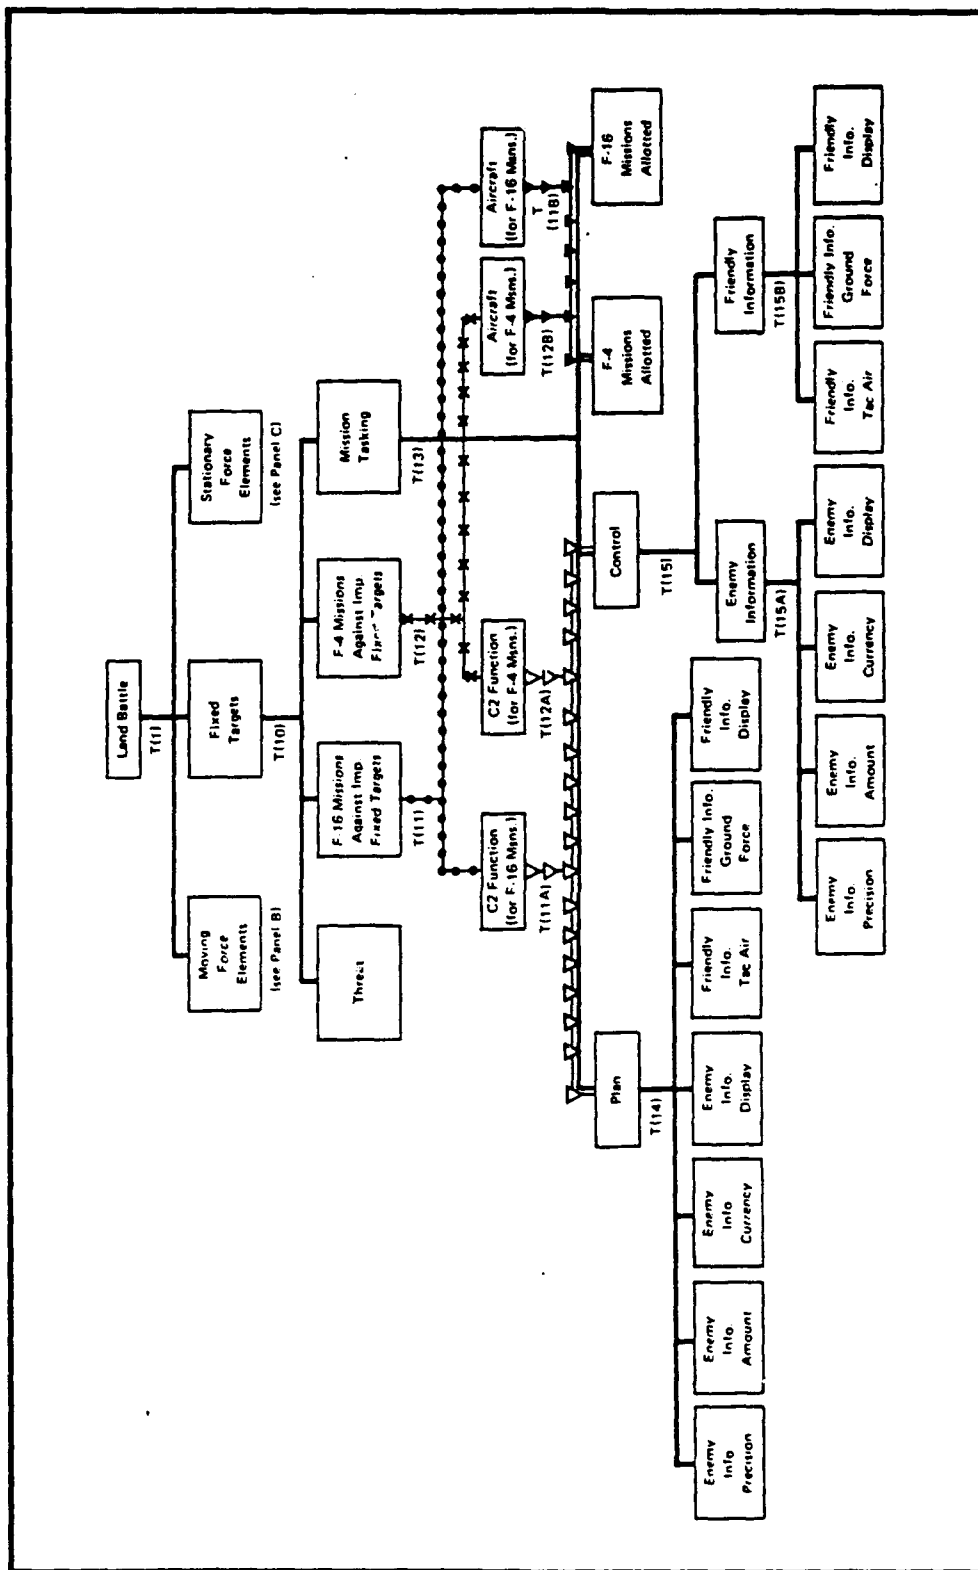 Land Battle
T(1)
Moving
Force
Elements
(see Panel B)
Fixed
Targets
T(10)
Stationary
Force
Elements
(see Panel C)
Threat
F-16 Missions
Against Imp.
Fixed Targets
T(11)
F-4 Missions
Against Imp
Fixed Targets
T(12)
Mission
Tasking
T(13)
C2 Function
(for F-16 Msns.)
T(11A)
C2 Function
(for F-4 Msns.)
T(12A)
Aircraft
(for F-4 Msns.)
T(12B)
Aircraft
(for F-16 Msns.)
T
(11B)
Plan
T(14)
Control
T(15)
F-4
Missions
Allotted
F-16
Missions
Allotted
Enemy
Info
Precision
Enemy
Info.
Amount
Enemy
Info
Currency
Enemy
Info.
Display
Friendly
Info.
Tac Air
Friendly Info.
Ground
Force
Friendly
Info.
Display
Enemy
Information
T(15A)
Friendly
Information
T(15B)
Enemy
Info.
Precision
Enemy
Info.
Amount
Enemy
Info.
Currency
Enemy
Info.
Display
Friendly
Info.
Tac Air
Friendly Info.
Ground
Force
Friendly
Info.
Display